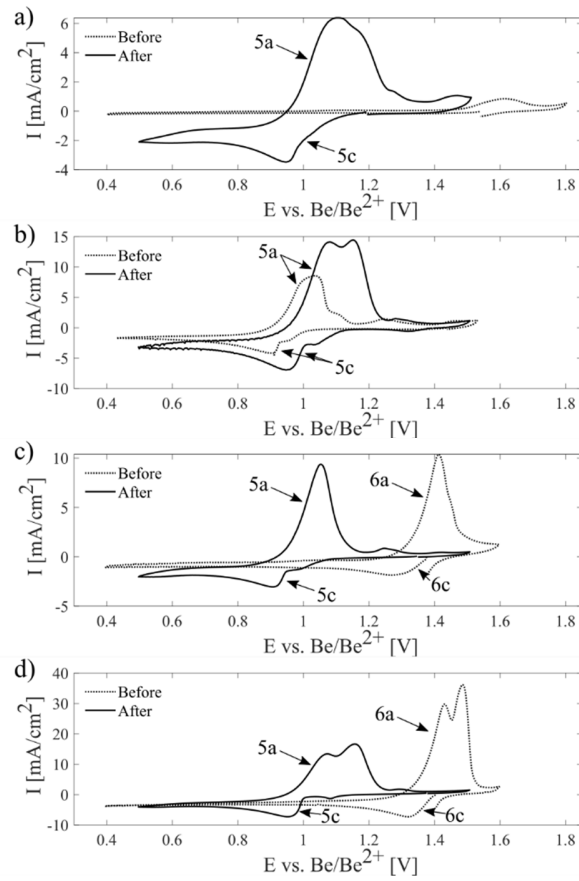 a)
Before
After
5a
5c
I [mA/cm²]
6
4
2
0
-2
-4
0.4 0.6 0.8 1 1.2 1.4 1.6 1.8
E vs. Be/Be²⁺ [V]
b)
Before
After
5a
5c
I [mA/cm²]
15
10
5
0
-5
-10
0.4 0.6 0.8 1 1.2 1.4 1.6 1.8
E vs. Be/Be²⁺ [V]
c)
Before
After
5a
6a
5c
6c
I [mA/cm²]
10
5
0
-5
0.4 0.6 0.8 1 1.2 1.4 1.6 1.8
E vs. Be/Be²⁺ [V]
d)
Before
After
5a
6a
5c
6c
I [mA/cm²]
40
30
20
10
0
-10
0.4 0.6 0.8 1 1.2 1.4 1.6 1.8
E vs. Be/Be²⁺ [V]